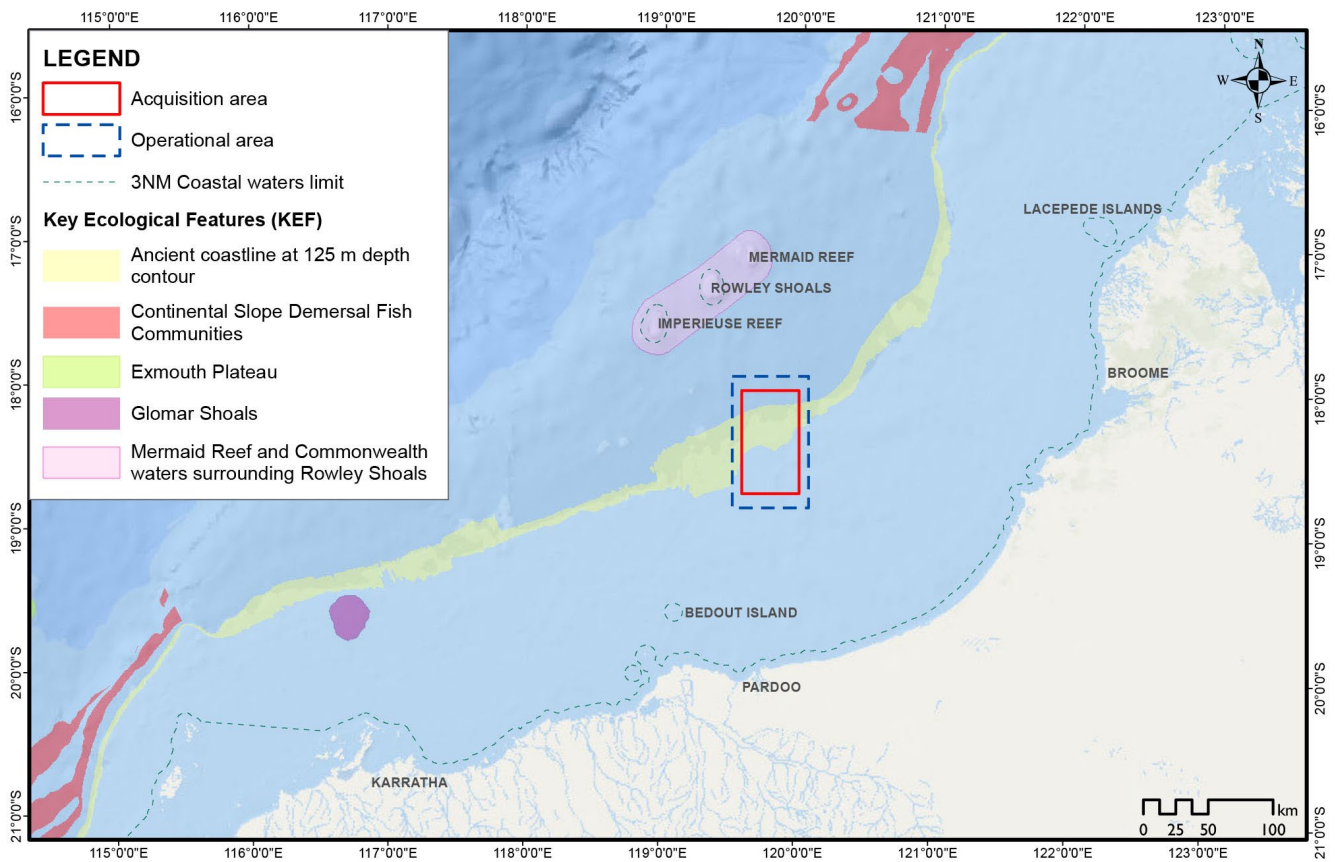 115°0'0"E 116°0'0"E 117°0'0"E 118°0'0"E 119°0'0"E 120°0'0"E 121°0'0"E 122°0'0"E 123°0'0"E
LEGEND
Acquisition area
Operational area
3NM Coastal waters limit
Key Ecological Features (KEF)
Ancient coastline at 125 m depth
contour
Continental Slope Demersal Fish
Communities
Exmouth Plateau
Glomar Shoals
Mermaid Reef and Commonwealth
waters surrounding Rowley Shoals
N
W E
S
16°0'0"S
17°0'0"S
18°0'0"S
19°0'0"S
20°0'0"S
21°0'0"S
LACEPEDE ISLANDS
MERMAID REEF
ROWLEY SHOALS
IMPERIEUSE REEF
BROOME
BEDOUT ISLAND
PARDOO
KARRATHA
16°0'0"S
17°0'0"S
18°0'0"S
19°0'0"S
20°0'0"S
21°0'0"S
km
0 25 50 100
115°0'0"E 116°0'0"E 117°0'0"E 118°0'0"E 119°0'0"E 120°0'0"E 121°0'0"E 122°0'0"E 123°0'0"E